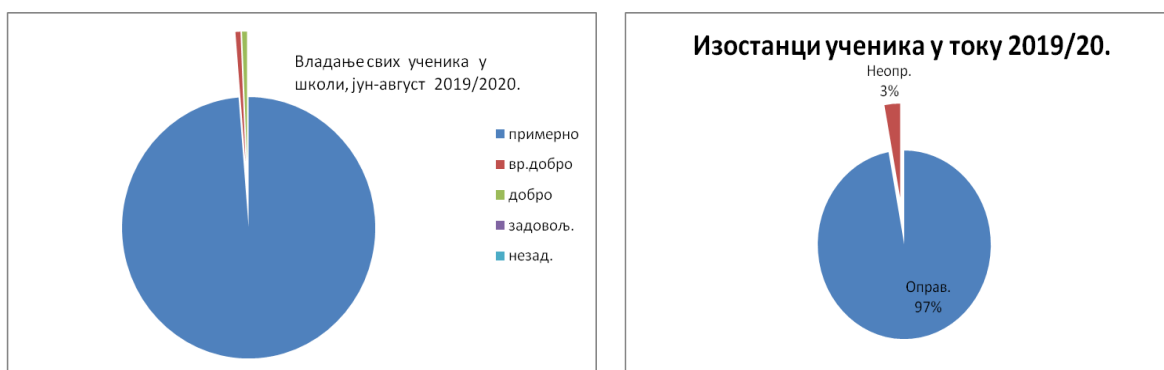 Владање свих ученика у
школи, јун-август 2019/2020.
примерно
вр.добро
добро
задовољ.
незад.
Изостанци ученика у току 2019/20.
Неопр.
3%
Оправ.
97%